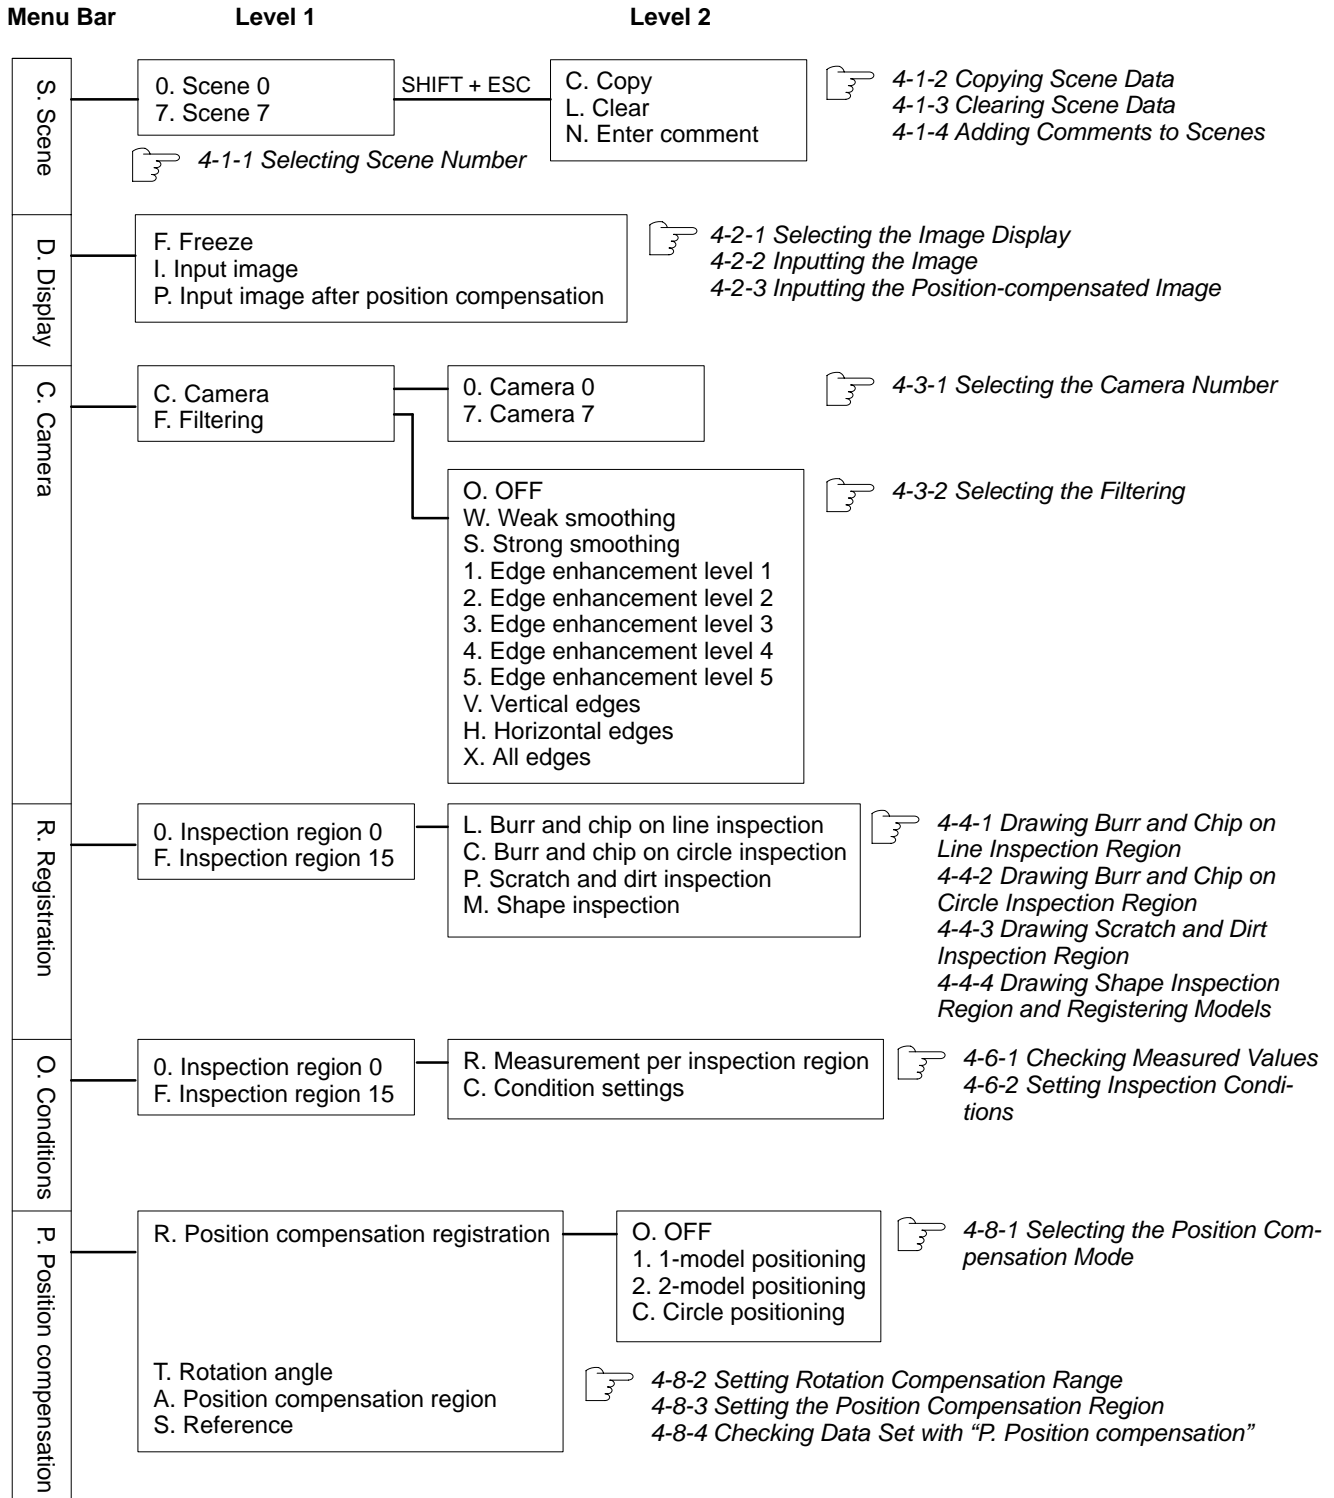 Menu Bar Level 1 Level 2
S. Scene
0. Scene 0
7. Scene 7
SHIFT + ESC
C. Copy
L. Clear
N. Enter comment
4-1-2 Copying Scene Data
4-1-3 Clearing Scene Data
4-1-4 Adding Comments to Scenes
4-1-1 Selecting Scene Number
D. Display
F. Freeze
I. Input image
P. Input image after position compensation
4-2-1 Selecting the Image Display
4-2-2 Inputting the Image
4-2-3 Inputting the Position-compensated Image
C. Camera
C. Camera
F. Filtering
0. Camera 0
7. Camera 7
4-3-1 Selecting the Camera Number
O. OFF
W. Weak smoothing
S. Strong smoothing
1. Edge enhancement level 1
2. Edge enhancement level 2
3. Edge enhancement level 3
4. Edge enhancement level 4
5. Edge enhancement level 5
V. Vertical edges
H. Horizontal edges
X. All edges
4-3-2 Selecting the Filtering
R. Registration
0. Inspection region 0
F. Inspection region 15
L. Burr and chip on line inspection
C. Burr and chip on circle inspection
P. Scratch and dirt inspection
M. Shape inspection
4-4-1 Drawing Burr and Chip on
Line Inspection Region
4-4-2 Drawing Burr and Chip on
Circle Inspection Region
4-4-3 Drawing Scratch and Dirt
Inspection Region
4-4-4 Drawing Shape Inspection
Region and Registering Models
O. Conditions
0. Inspection region 0
F. Inspection region 15
R. Measurement per inspection region
C. Condition settings
4-6-1 Checking Measured Values
4-6-2 Setting Inspection Condi-
tions
P. Position compensation
R. Position compensation registration
O. OFF
1. 1-model positioning
2. 2-model positioning
C. Circle positioning
4-8-1 Selecting the Position Com-
pensation Mode
T. Rotation angle
A. Position compensation region
S. Reference
4-8-2 Setting Rotation Compensation Range
4-8-3 Setting the Position Compensation Region
4-8-4 Checking Data Set with “P. Position compensation”